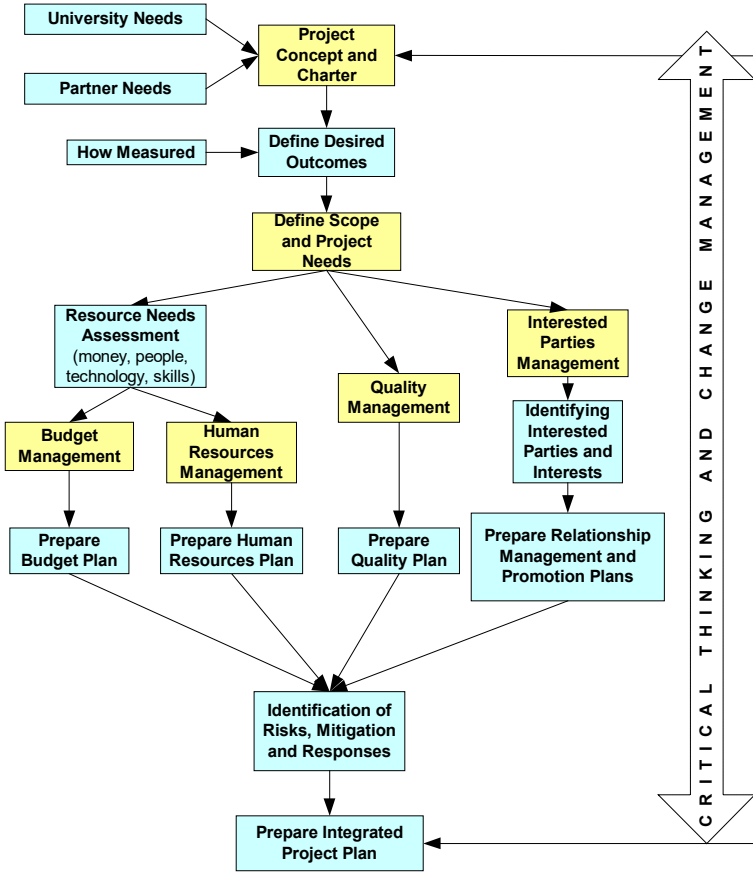 University Needs
Project
Concept and
Charter
Partner Needs
How Measured
Define Desired
Outcomes
Define Scope
and Project
Needs
Resource Needs
Assessment
(money, people,
technology, skills)
Interested
Parties
Management
Quality
Management
Budget
Management
Human
Resources
Management
Identifying
Interested
Parties and
Interests
Prepare
Budget Plan
Prepare Human
Resources Plan
Prepare
Quality Plan
Prepare Relationship
Management and
Promotion Plans
Identification of
Risks, Mitigation
and Responses
Prepare Integrated
Project Plan
CRITICAL THINKING AND CHANGE MANAGEMENT